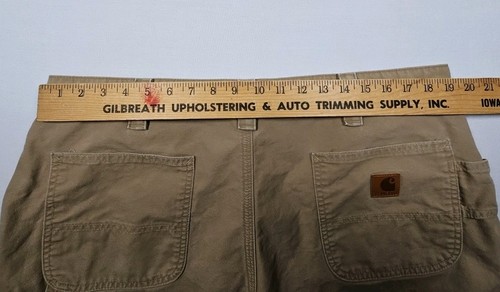 1 2 3 4 5 6 7 8 9 10 11 12 13 14 15 16 17 18 19 20 21
GILBREATH UPHOLSTERING & AUTO TRIMMING SUPPLY, INC. IOWA